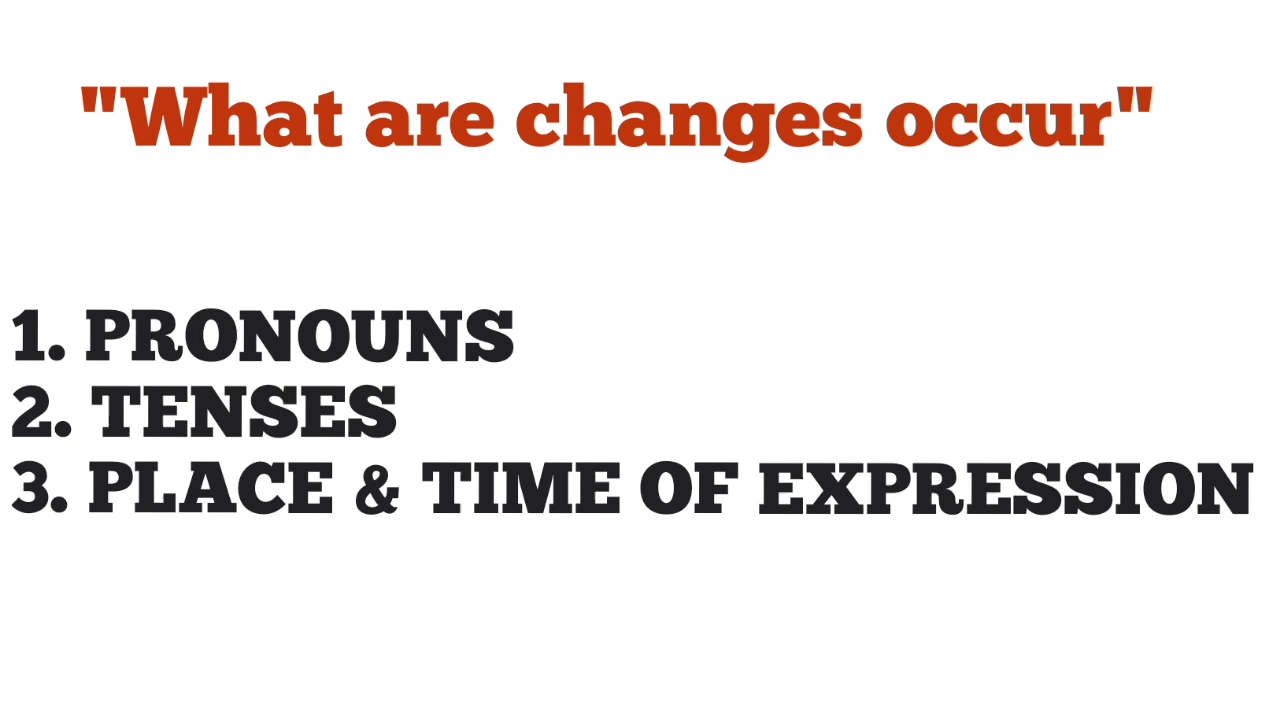 "What are changes occur"
1. PRONOUNS
2. TENSES
3. PLACE & TIME OF EXPRESSION